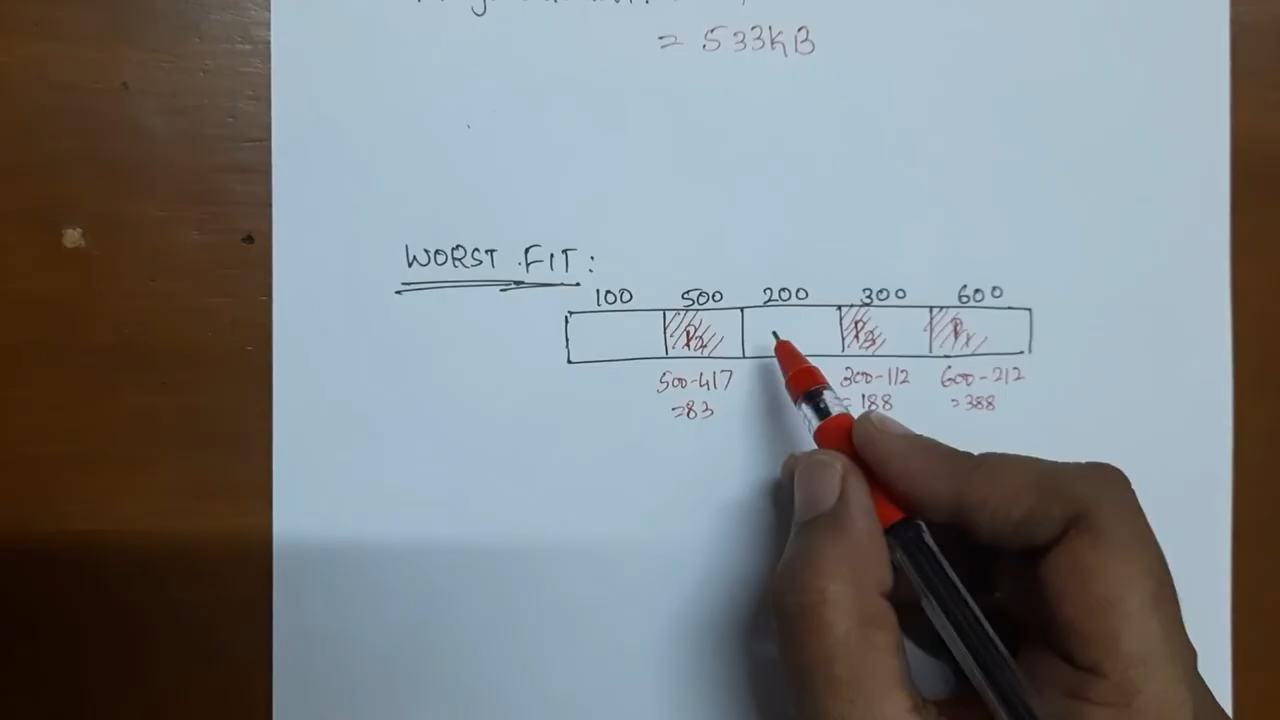 = 533KB
WORST FIT:
100 500 200 300 600
P2 P3 P1
500-417 300-112 600-212
=83 = 188 =388